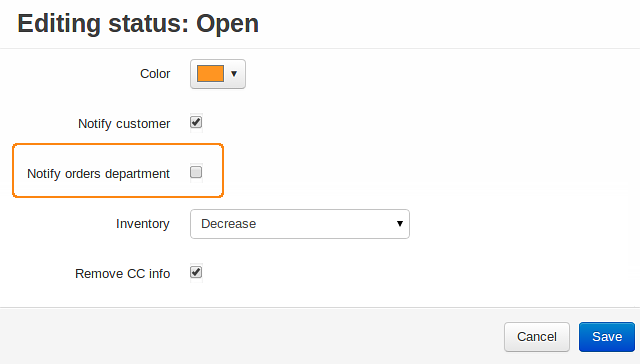 Editing status: Open
Color
Notify customer
Notify orders department
Inventory Decrease
Remove CC info
Cancel Save